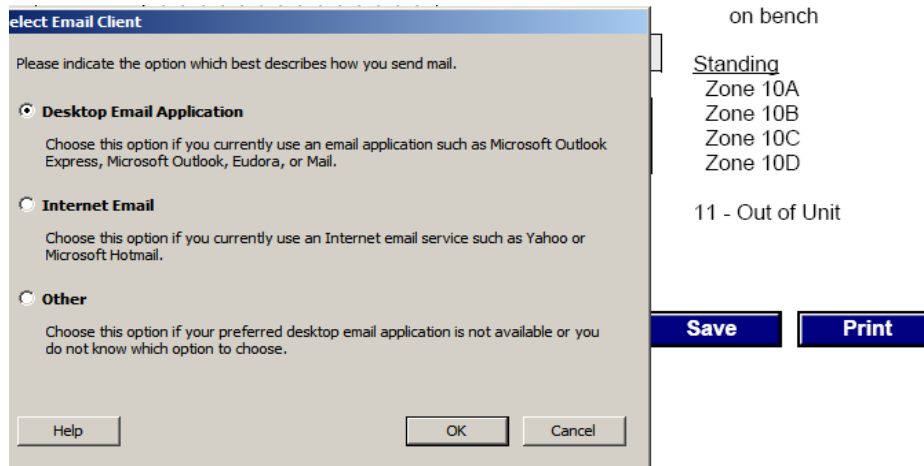 elect Email Client
Please indicate the option which best describes how you send mail.
Desktop Email Application
Choose this option if you currently use an email application such as Microsoft Outlook
Express, Microsoft Outlook, Eudora, or Mail.
Internet Email
Choose this option if you currently use an Internet email service such as Yahoo or
Microsoft Hotmail.
Other
Choose this option if your preferred desktop email application is not available or you
do not know which option to choose.
Help
OK
Cancel
on bench
Standing
Zone 10A
Zone 10B
Zone 10C
Zone 10D
11 - Out of Unit
Save
Print